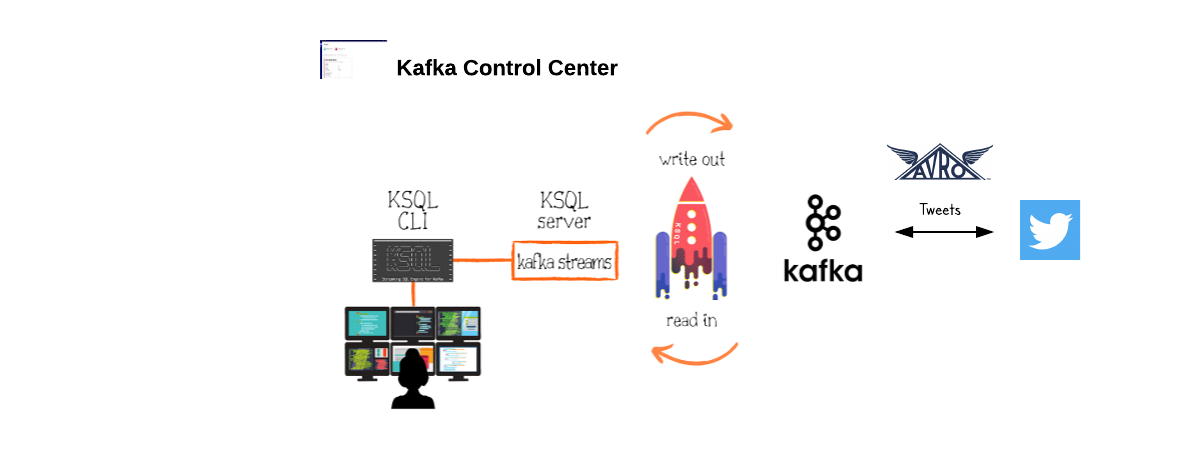 Kafka Control Center
write out
AVRO
KSQL
CLI
KSQL
server
Tweets
KSQL
KSQL
kafka streams
kafka
Streaming SQL Engine for Kafka
read in